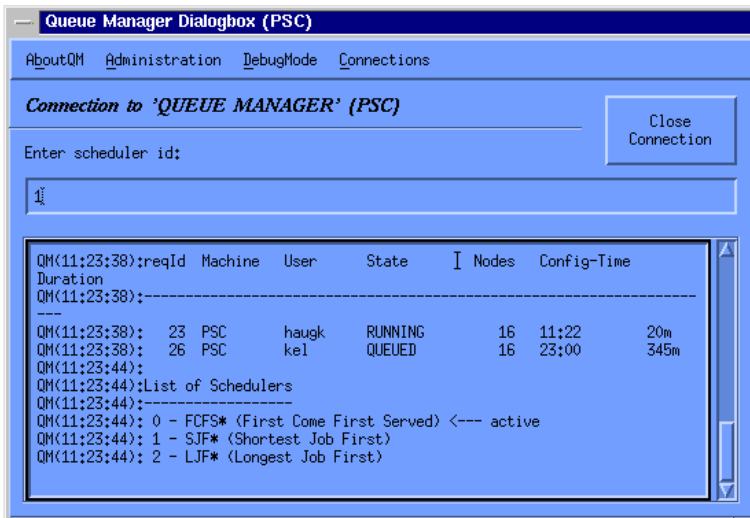 Queue Manager Dialogbox (PSC)
AboutQM Administration DebugMode Connections
Connection to 'QUEUE MANAGER' (PSC)
Close
Connection
Enter scheduler id:
1
QM(11:23:38):reqId Machine User State Nodes Config-Time
Duration
QM(11:23:38):-------------------------------------------------------------------
---
QM(11:23:38): 23 PSC haugk RUNNING 16 11:22 20m
QM(11:23:38): 26 PSC kel QUEUED 16 23:00 345m
QM(11:23:44):
QM(11:23:44):List of Schedulers
QM(11:23:44):------------------
QM(11:23:44): 0 - FCFS* (First Come First Served) <--- active
QM(11:23:44): 1 - SJF* (Shortest Job First)
QM(11:23:44): 2 - LJF* (Longest Job First)